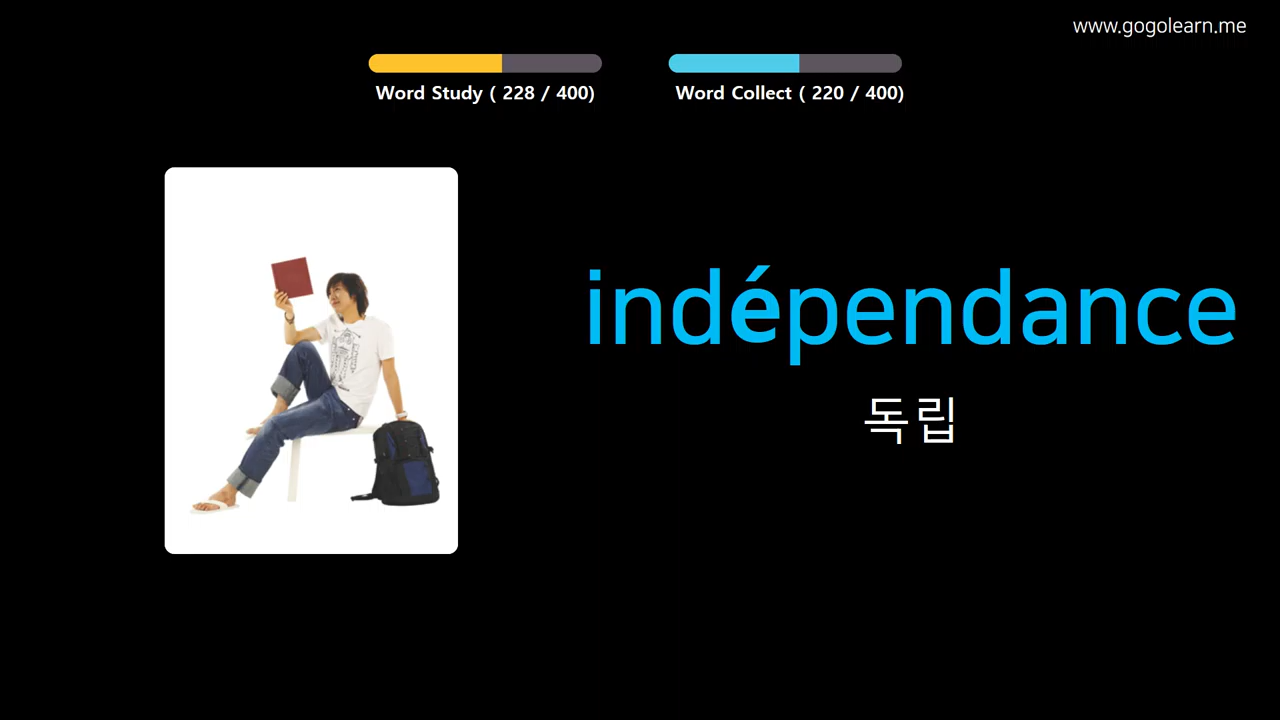 www.gogolearn.me
Word Study ( 228 / 400)
Word Collect ( 220 / 400)
indépendance
독립